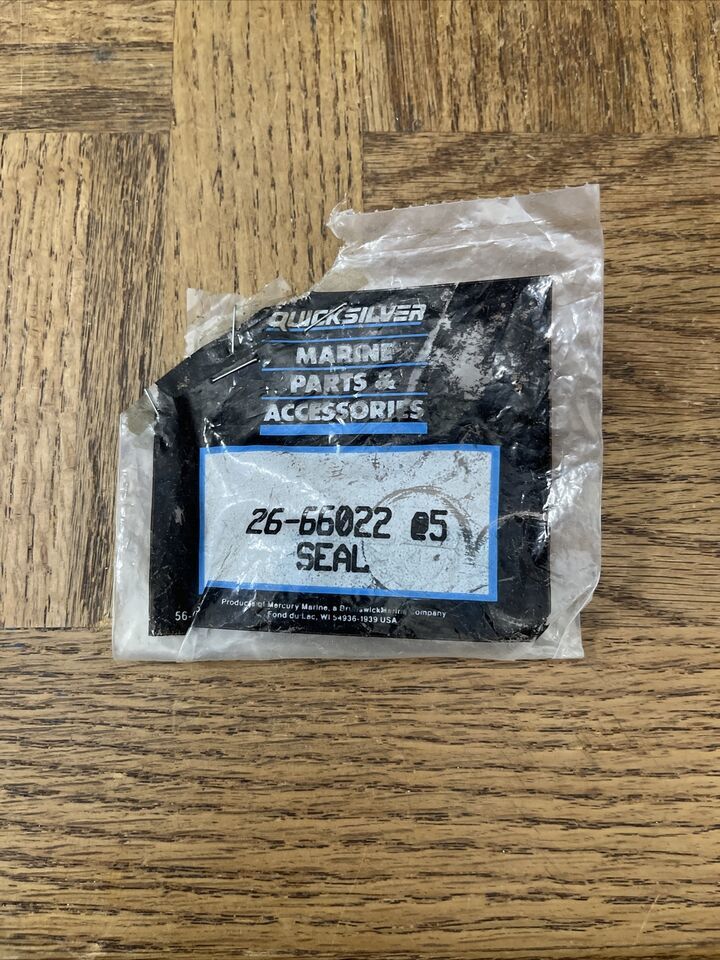 QUICKSILVER
MARINE
PARTS &
ACCESSORIES
26-66022 @5
SEAL
Products of Mercury Marine, a Brunswick Marine Company
Fond du Lac, WI 54936-1939 USA
56-